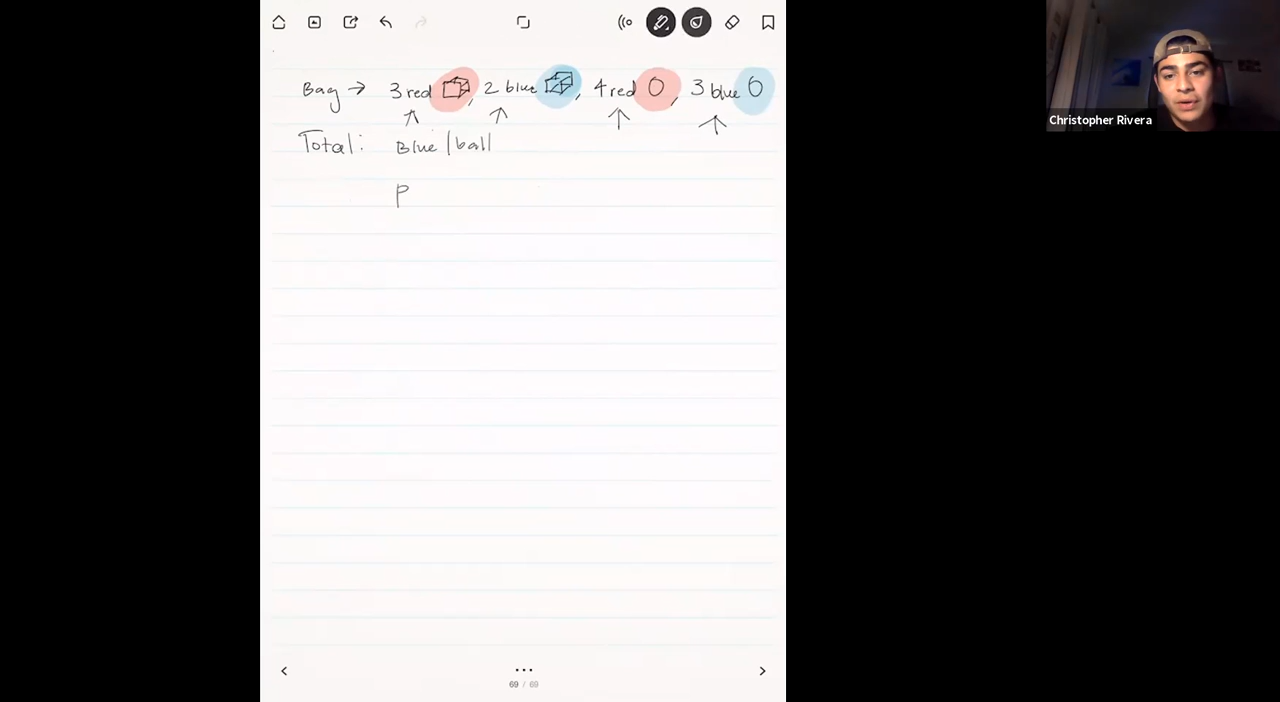 Bag → 3 red , 2 blue , 4 red , 3 blue
Christopher Rivera
Total: Blue | ball
P
69 / 69